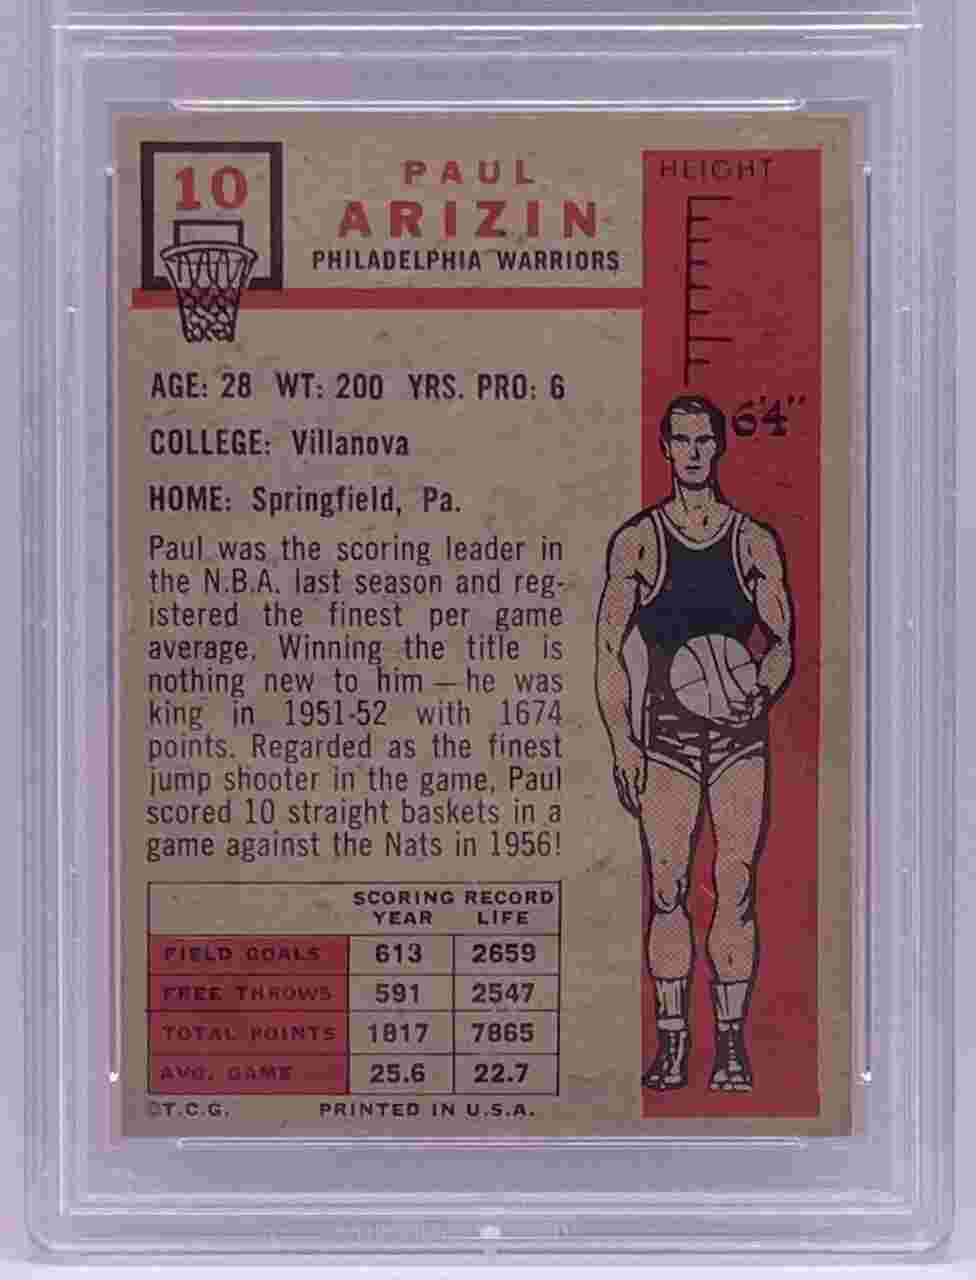 10
PAUL
ARIZIN
PHILADELPHIA WARRIORS
HEIGHT
6'4"
AGE: 28 WT: 200 YRS. PRO: 6
COLLEGE: Villanova
HOME: Springfield, Pa.
Paul was the scoring leader in
the N.B.A. last season and reg-
istered the finest per game
average. Winning the title is
nothing new to him — he was
king in 1951-52 with 1674
points. Regarded as the finest
jump shooter in the game, Paul
scored 10 straight baskets in a
game against the Nats in 1956!
SCORING RECORD
YEAR LIFE
FIELD GOALS 613 2659
FREE THROWS 591 2547
TOTAL POINTS 1817 7865
AVG. GAME 25.6 22.7
©T.C.G. PRINTED IN U.S.A.